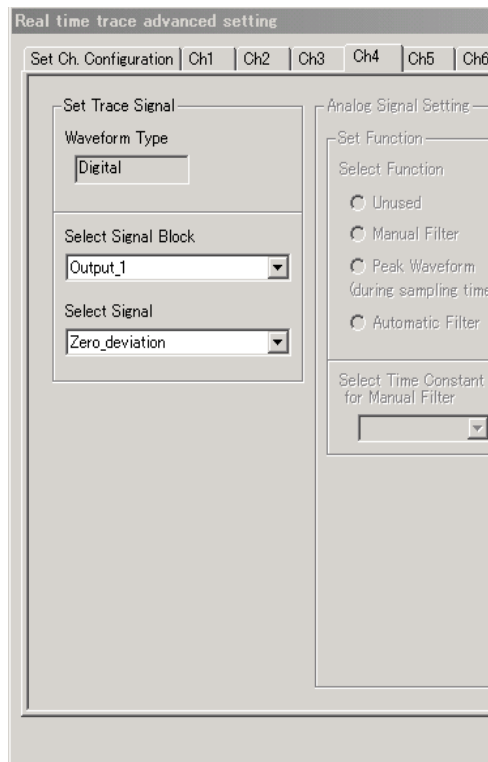 Real time trace advanced setting
Set Ch. Configuration Ch1 Ch2 Ch3 Ch4 Ch5 Ch6
Set Trace Signal
Waveform Type
Digital
Select Signal Block
Output_1
Select Signal
Zero_deviation
Analog Signal Setting
Set Function
Select Function
Unused
Manual Filter
Peak Waveform
(during sampling time
Automatic Filter
Select Time Constant
for Manual Filter